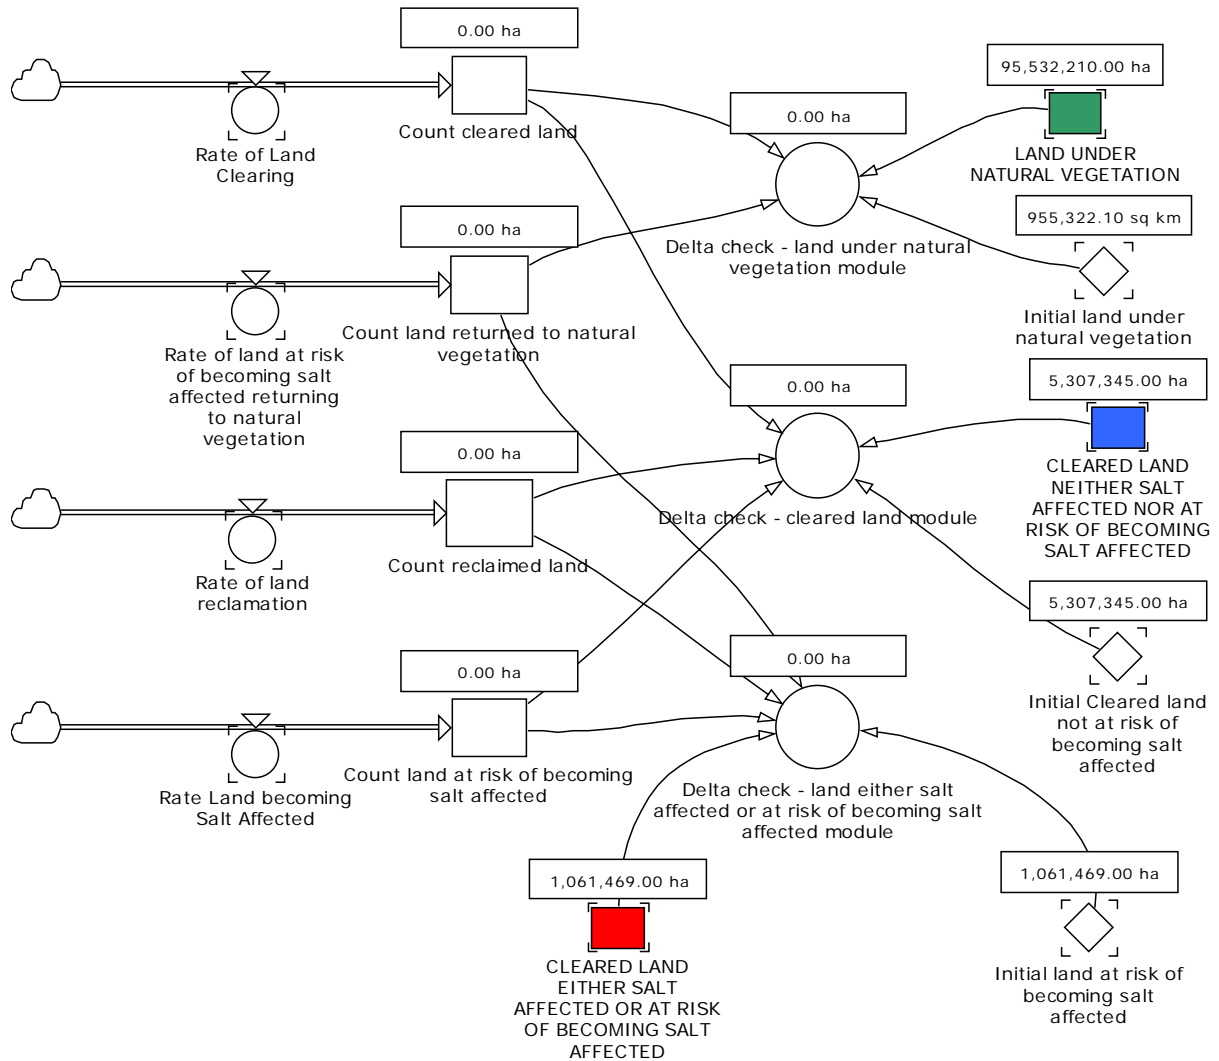 0.00 ha
Count cleared land
Rate of Land
Clearing
95,532,210.00 ha
0.00 ha
LAND UNDER
NATURAL VEGETATION
955,322.10 sq km
0.00 ha
Delta check - land under natural
vegetation module
Initial land under
natural vegetation
Count land returned to natural
vegetation
Rate of land at risk
of becoming salt
affected returning
to natural
vegetation
0.00 ha
5,307,345.00 ha
0.00 ha
CLEARED LAND
NEITHER SALT
AFFECTED NOR AT
RISK OF BECOMING
SALT AFFECTED
Delta check - cleared land module
Count reclaimed land
Rate of land
reclamation
5,307,345.00 ha
0.00 ha
0.00 ha
Initial Cleared land
not at risk of
becoming salt
affected
Count land at risk of becoming
salt affected
Rate Land becoming
Salt Affected
Delta check - land either salt
affected or at risk of becoming salt
affected module
1,061,469.00 ha
1,061,469.00 ha
CLEARED LAND
EITHER SALT
AFFECTED OR AT RISK
OF BECOMING SALT
AFFECTED
Initial land at risk of
becoming salt
affected